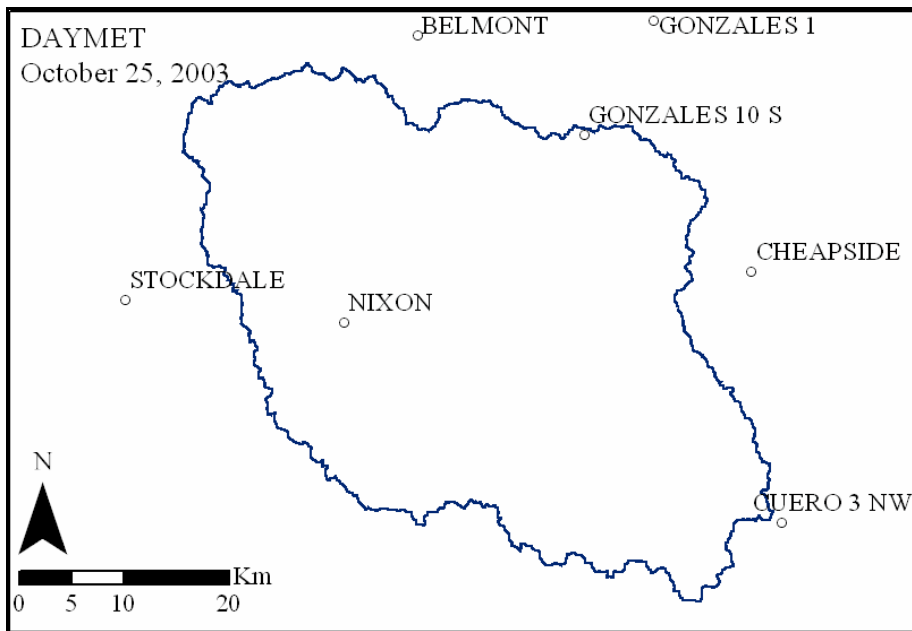 DAYMET
October 25, 2003
BELMONT
GONZALES 1
GONZALES 10 S
CHEAPSIDE
STOCKDALE
NIXON
CUERO 3 NW
N
Km
0 5 10 20